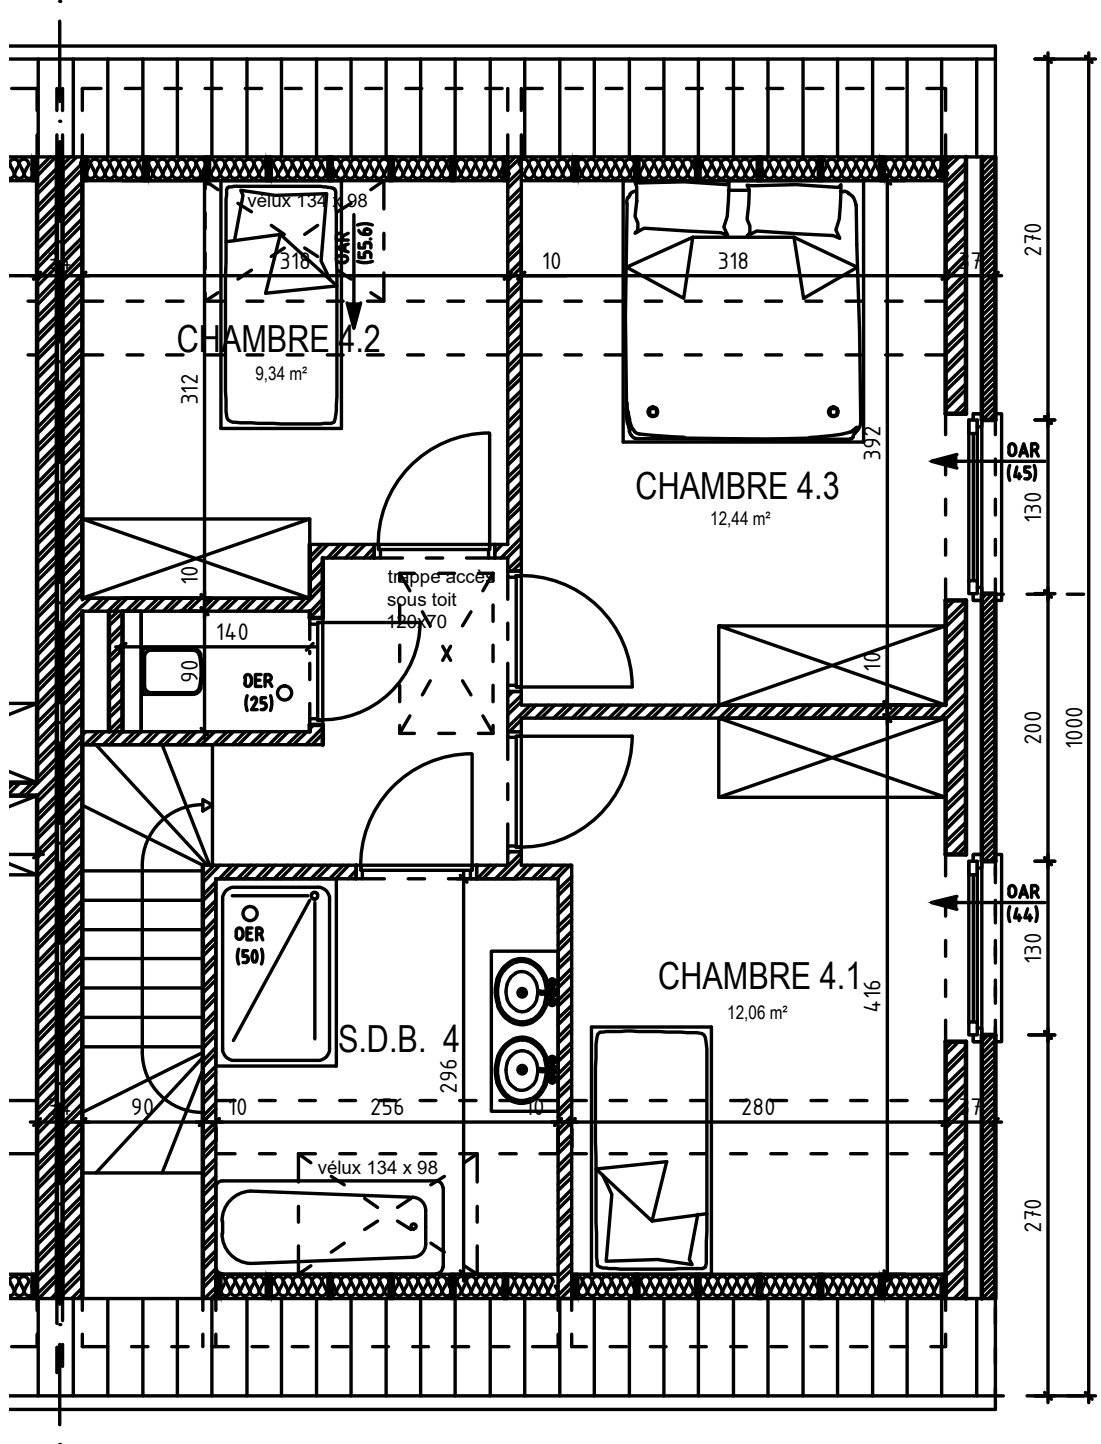 vélux 134 x 98
OAR
(55.6)
318
10
318
37
270
CHAMBRE 4.2
9,34 m²
312
392
OAR
(45)
CHAMBRE 4.3
12,44 m²
130
10
trappe accès
sous toit
120x70
140
90
OER
(25)
X
10
200
1000
OAR
(44)
OER
(50)
130
CHAMBRE 4.1
12,06 m²
416
S.D.B. 4
296
90
10
256
10
280
37
vélux 134 x 98
270